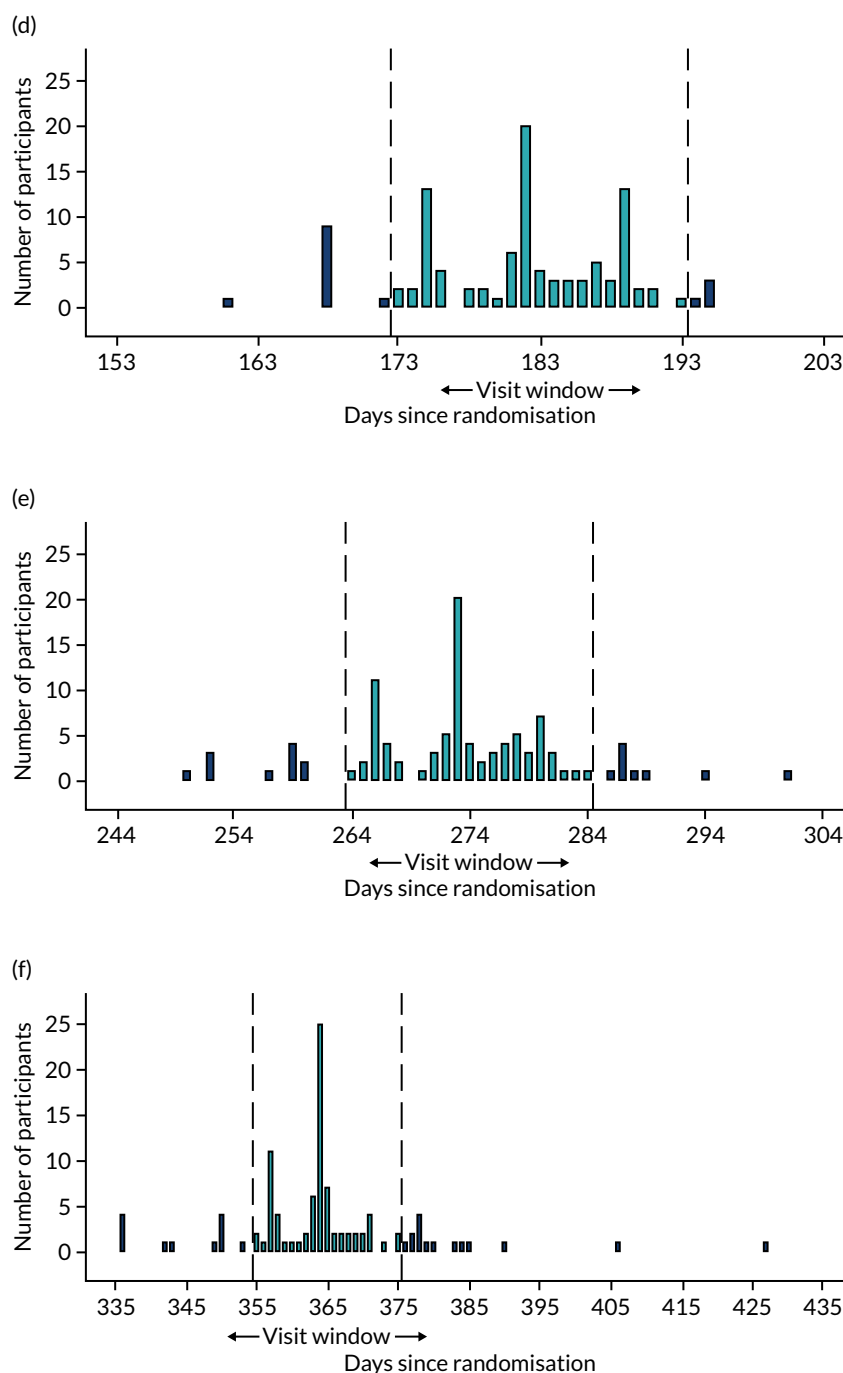 (d)
Number of participants
25
20
15
10
5
0
153 163 173 183 193 203
Visit window
Days since randomisation
(e)
Number of participants
25
20
15
10
5
0
244 254 264 274 284 294 304
Visit window
Days since randomisation
(f)
Number of participants
25
20
15
10
5
0
335 345 355 365 375 385 395 405 415 425 435
Visit window
Days since randomisation